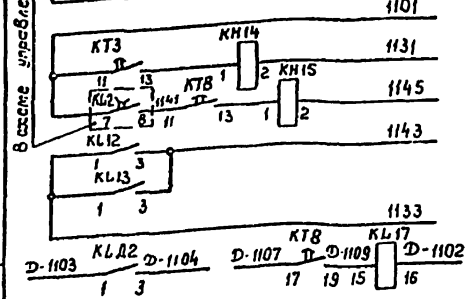 в схеме управле
1101
КТ3
КН14
1131
11
13
1
2
КТ8
КН15
1145
KL2
1141
7
8
11
13
1
2
KL12
1143
1
3
KL13
1
3
1133
D-1103
KLД2
D-1104
1
3
D-1107
КТ8
D-1109
KL17
D-1102
17
19
15
16